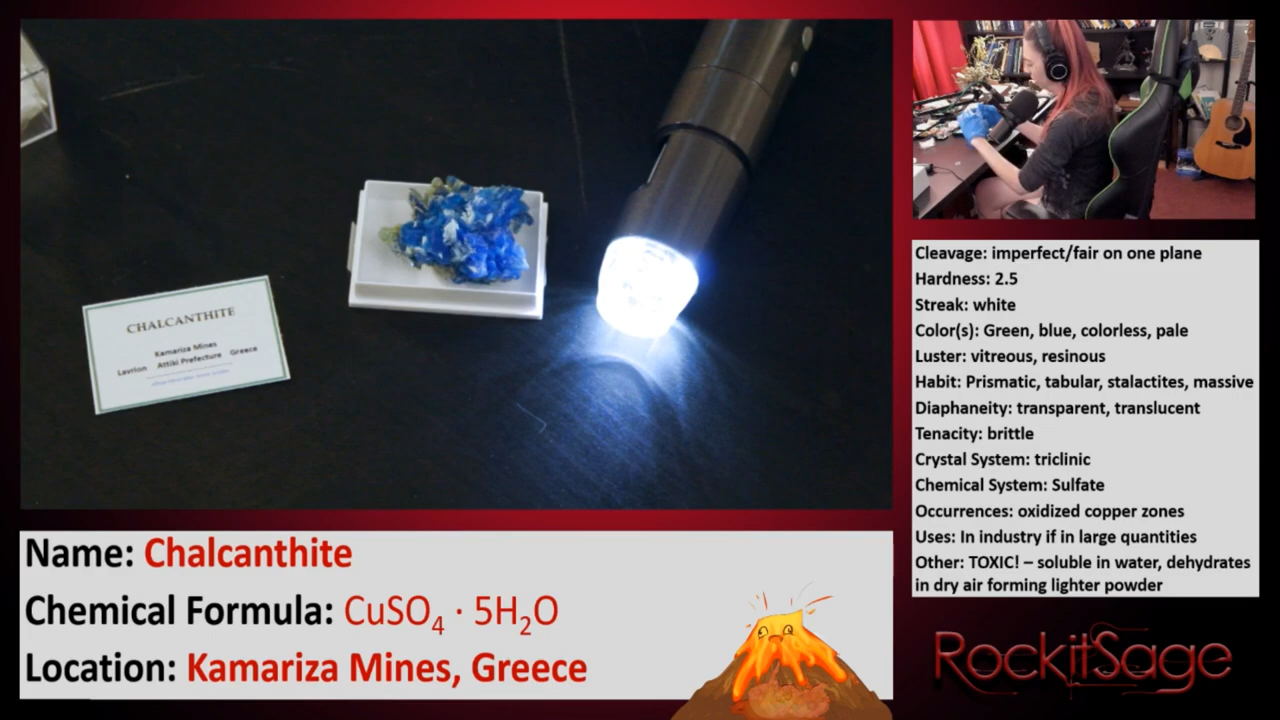 CHALCANTHITE
Kamariza Mines
Lavrion Attiki Prefecture Greece
Name: Chalcanthite
Chemical Formula: CuSO₄ · 5H₂O
Location: Kamariza Mines, Greece
Cleavage: imperfect/fair on one plane
Hardness: 2.5
Streak: white
Color(s): Green, blue, colorless, pale
Luster: vitreous, resinous
Habit: Prismatic, tabular, stalactites, massive
Diaphaneity: transparent, translucent
Tenacity: brittle
Crystal System: triclinic
Chemical System: Sulfate
Occurrences: oxidized copper zones
Uses: In industry if in large quantities
Other: TOXIC! – soluble in water, dehydrates
in dry air forming lighter powder
RockitSage